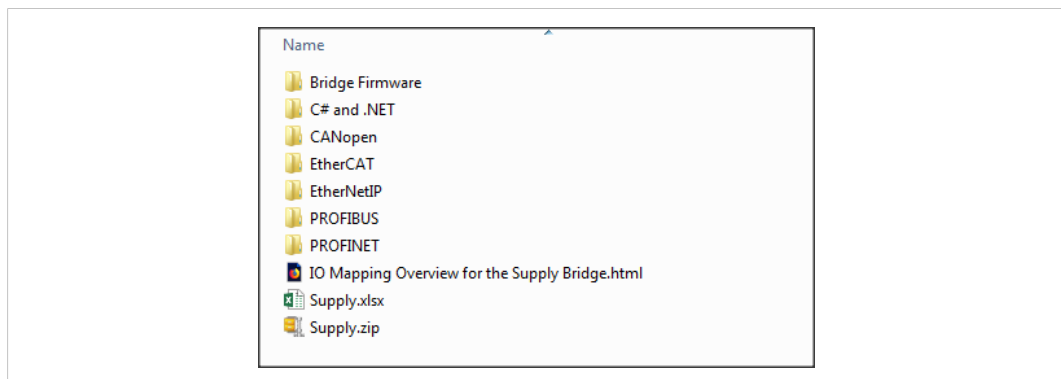 Name
Bridge Firmware
C# and .NET
CANopen
EtherCAT
EtherNetIP
PROFIBUS
PROFINET
IO Mapping Overview for the Supply Bridge.html
Supply.xlsx
Supply.zip